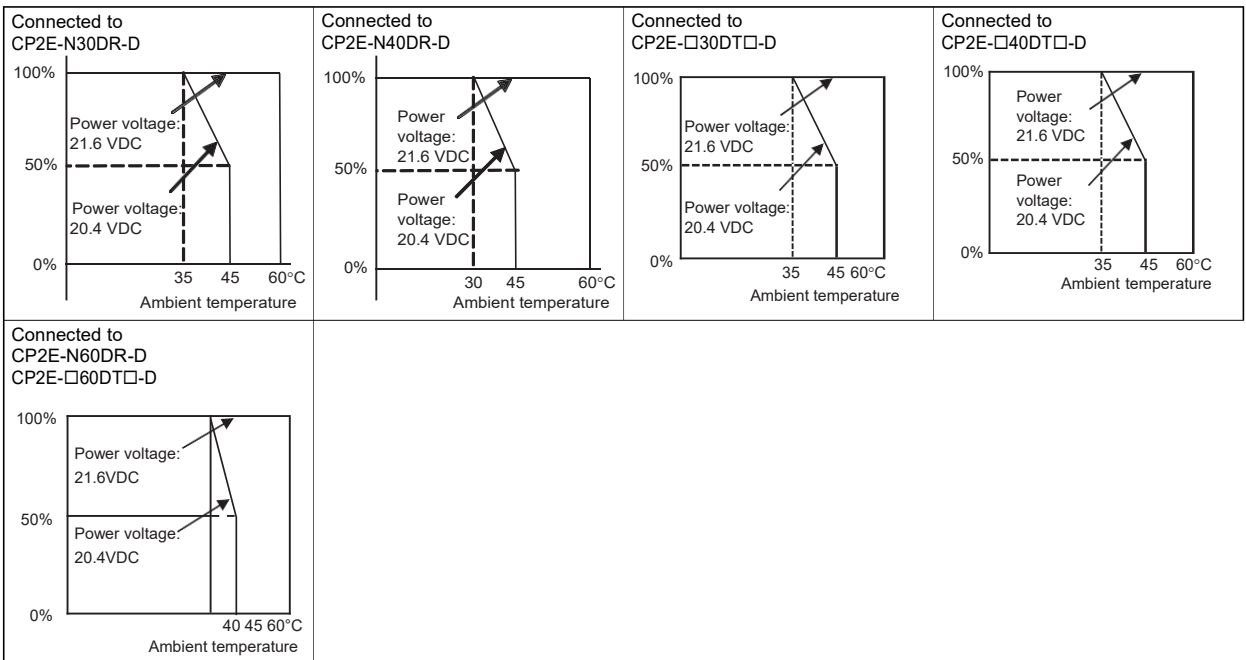 Connected to
CP2E-N30DR-D
100%
Power voltage:
21.6 VDC
50%
Power voltage:
20.4 VDC
0%
35 45 60°C
Ambient temperature
Connected to
CP2E-N40DR-D
100%
Power
voltage:
21.6 VDC
50%
Power
voltage:
20.4 VDC
0%
30 45 60°C
Ambient temperature
Connected to
CP2E-□30DT□-D
100%
Power voltage:
21.6 VDC
50%
Power voltage:
20.4 VDC
0%
35 45 60°C
Ambient temperature
Connected to
CP2E-□40DT□-D
100%
Power
voltage:
21.6 VDC
50%
Power
voltage:
20.4 VDC
0%
35 45 60°C
Ambient temperature
Connected to
CP2E-N60DR-D
CP2E-□60DT□-D
100%
Power voltage:
21.6VDC
50%
Power voltage:
20.4VDC
0%
40 45 60°C
Ambient temperature